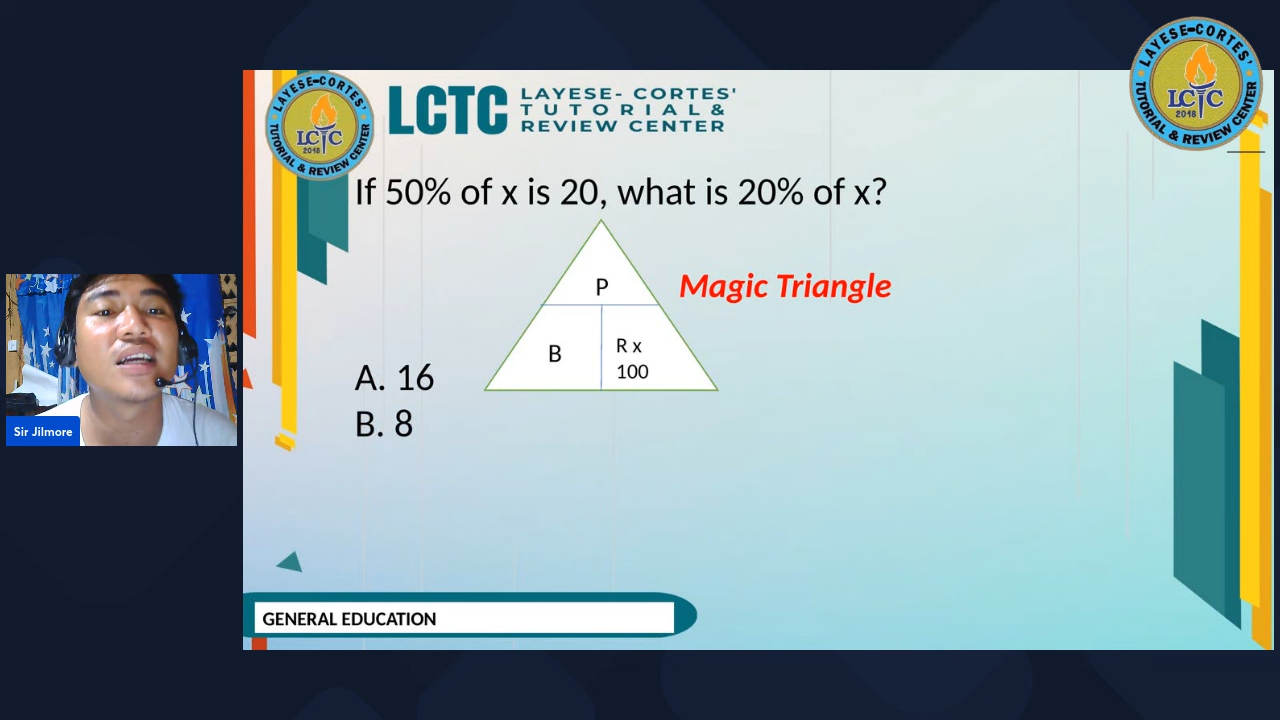 LAYESE-CORTES'
LCTC
2018
TUTORIAL & REVIEW CENTER
LCTC
LAYESE- CORTES'
TUTORIAL &
REVIEW CENTER
LAYESE-CORTES'
LCTC
2018
TUTORIAL & REVIEW CENTER
If 50% of x is 20, what is 20% of x?
P
Magic Triangle
B
R x
100
A. 16
B. 8
Sir Jilmore
GENERAL EDUCATION